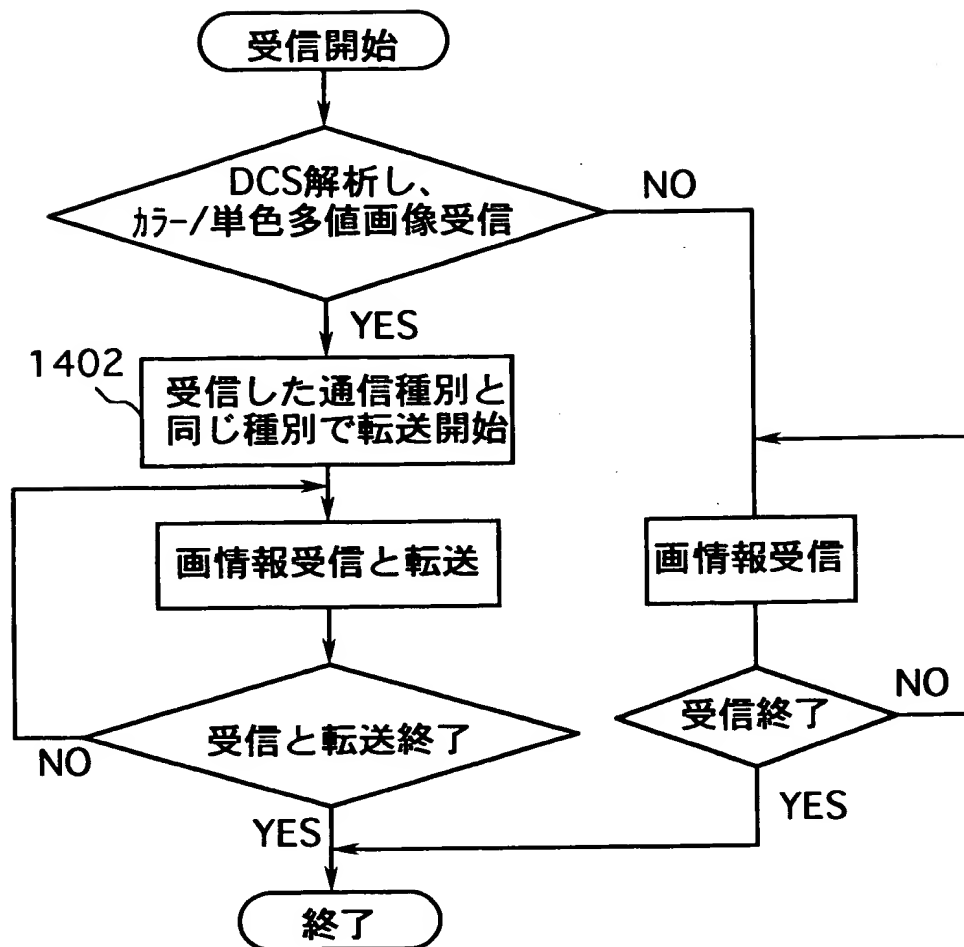 受信開始
DCS解析し、
ｶﾗｰ/単色多値画像受信
NO
YES
1402
受信した通信種別と
同じ種別で転送開始
画情報受信と転送
画情報受信
受信と転送終了
NO
YES
受信終了
NO
YES
終了